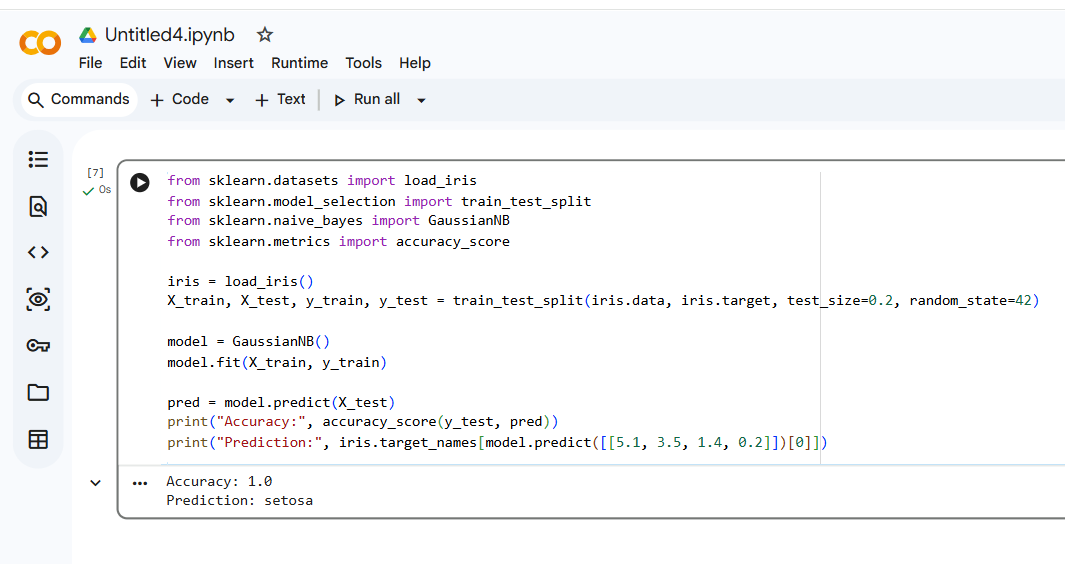 Untitled4.ipynb
File Edit View Insert Runtime Tools Help
Commands + Code + Text Run all
[7]
0s
from sklearn.datasets import load_iris
from sklearn.model_selection import train_test_split
from sklearn.naive_bayes import GaussianNB
from sklearn.metrics import accuracy_score
iris = load_iris()
X_train, X_test, y_train, y_test = train_test_split(iris.data, iris.target, test_size=0.2, random_state=42)
model = GaussianNB()
model.fit(X_train, y_train)
pred = model.predict(X_test)
print("Accuracy:", accuracy_score(y_test, pred))
print("Prediction:", iris.target_names[model.predict([[5.1, 3.5, 1.4, 0.2]])[0]])
Accuracy: 1.0
Prediction: setosa